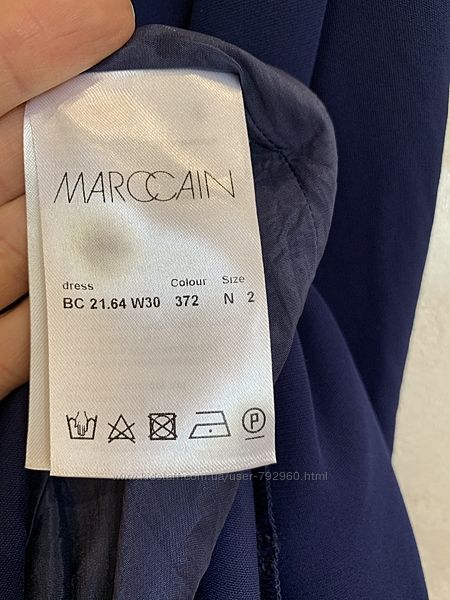 MARCCAIN
dress Colour Size
BC 21.64 W30 372 N 2
P